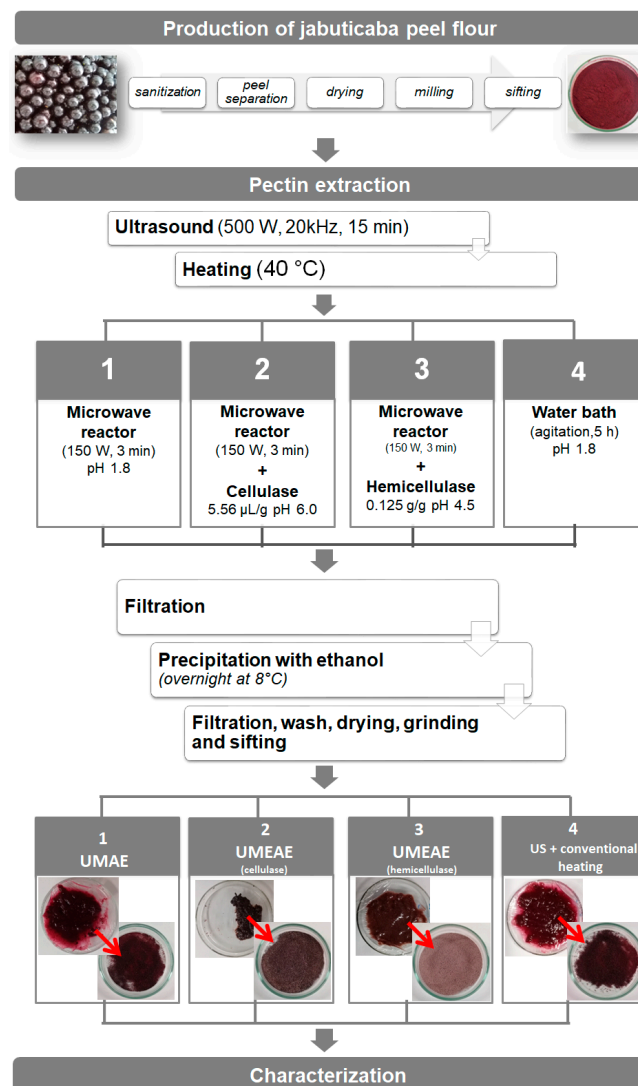 Production of jabuticaba peel flour
sanitization
peel
separation
drying
milling
sifting
Pectin extraction
Ultrasound (500 W, 20kHz, 15 min)
Heating (40 °C)
1
Microwave
reactor
(150 W, 3 min)
pH 1.8
2
Microwave
reactor
(150 W, 3 min)
+
Cellulase
5.56 µL/g pH 6.0
3
Microwave
reactor
(150 W, 3 min)
+
Hemicellulase
0.125 g/g pH 4.5
4
Water bath
(agitation,5 h)
pH 1.8
Filtration
Precipitation with ethanol
(overnight at 8°C)
Filtration, wash, drying, grinding
and sifting
1
UMAE
2
UMEAE
(cellulase)
3
UMEAE
(hemicellulase)
4
US + conventional
heating
Characterization